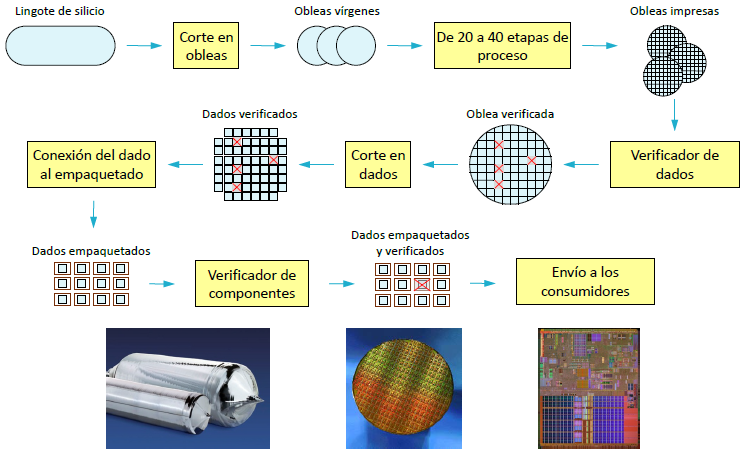 Lingote de silicio
Corte en
obleas
Obleas vírgenes
De 20 a 40 etapas de
proceso
Obleas impresas
Dados verificados
Oblea verificada
Conexión del dado
al empaquetado
Corte en
dados
Verificador de
dados
Dados empaquetados
Verificador de
componentes
Dados empaquetados
y verificados
Envío a los
consumidores